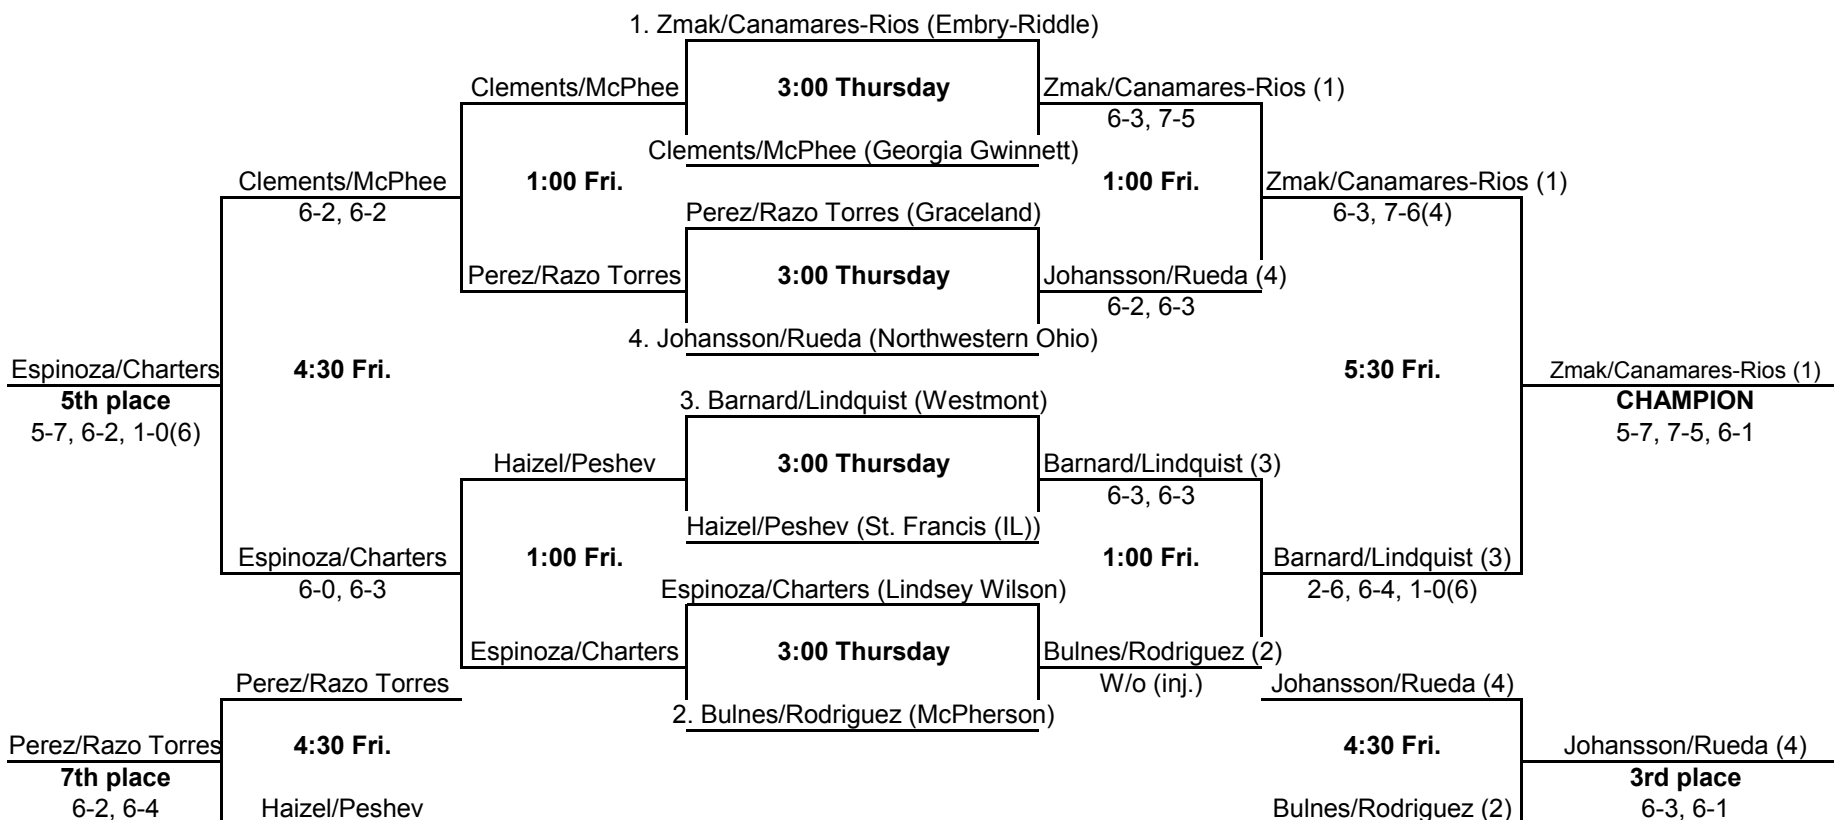 1. Zmak/Canamares-Rios (Embry-Riddle)
Clements/McPhee 3:00 Thursday Zmak/Canamares-Rios (1)
6-3, 7-5
Clements/McPhee (Georgia Gwinnett)
Clements/McPhee 1:00 Fri. 1:00 Fri. Zmak/Canamares-Rios (1)
6-2, 6-2 Perez/Razo Torres (Graceland) 6-3, 7-6(4)
Perez/Razo Torres 3:00 Thursday Johansson/Rueda (4)
6-2, 6-3
4. Johansson/Rueda (Northwestern Ohio)
Espinoza/Charters 4:30 Fri. 5:30 Fri. Zmak/Canamares-Rios (1)
5th place 3. Barnard/Lindquist (Westmont) CHAMPION
5-7, 6-2, 1-0(6) 5-7, 7-5, 6-1
Haizel/Peshev 3:00 Thursday Barnard/Lindquist (3)
6-3, 6-3
Haizel/Peshev (St. Francis (IL))
Espinoza/Charters 1:00 Fri. 1:00 Fri. Barnard/Lindquist (3)
6-0, 6-3 Espinoza/Charters (Lindsey Wilson) 2-6, 6-4, 1-0(6)
Espinoza/Charters 3:00 Thursday Bulnes/Rodriguez (2)
Perez/Razo Torres W/o (inj.) Johansson/Rueda (4)
2. Bulnes/Rodriguez (McPherson)
Perez/Razo Torres 4:30 Fri. 4:30 Fri. Johansson/Rueda (4)
7th place 3rd place
6-2, 6-4 Haizel/Peshev Bulnes/Rodriguez (2) 6-3, 6-1